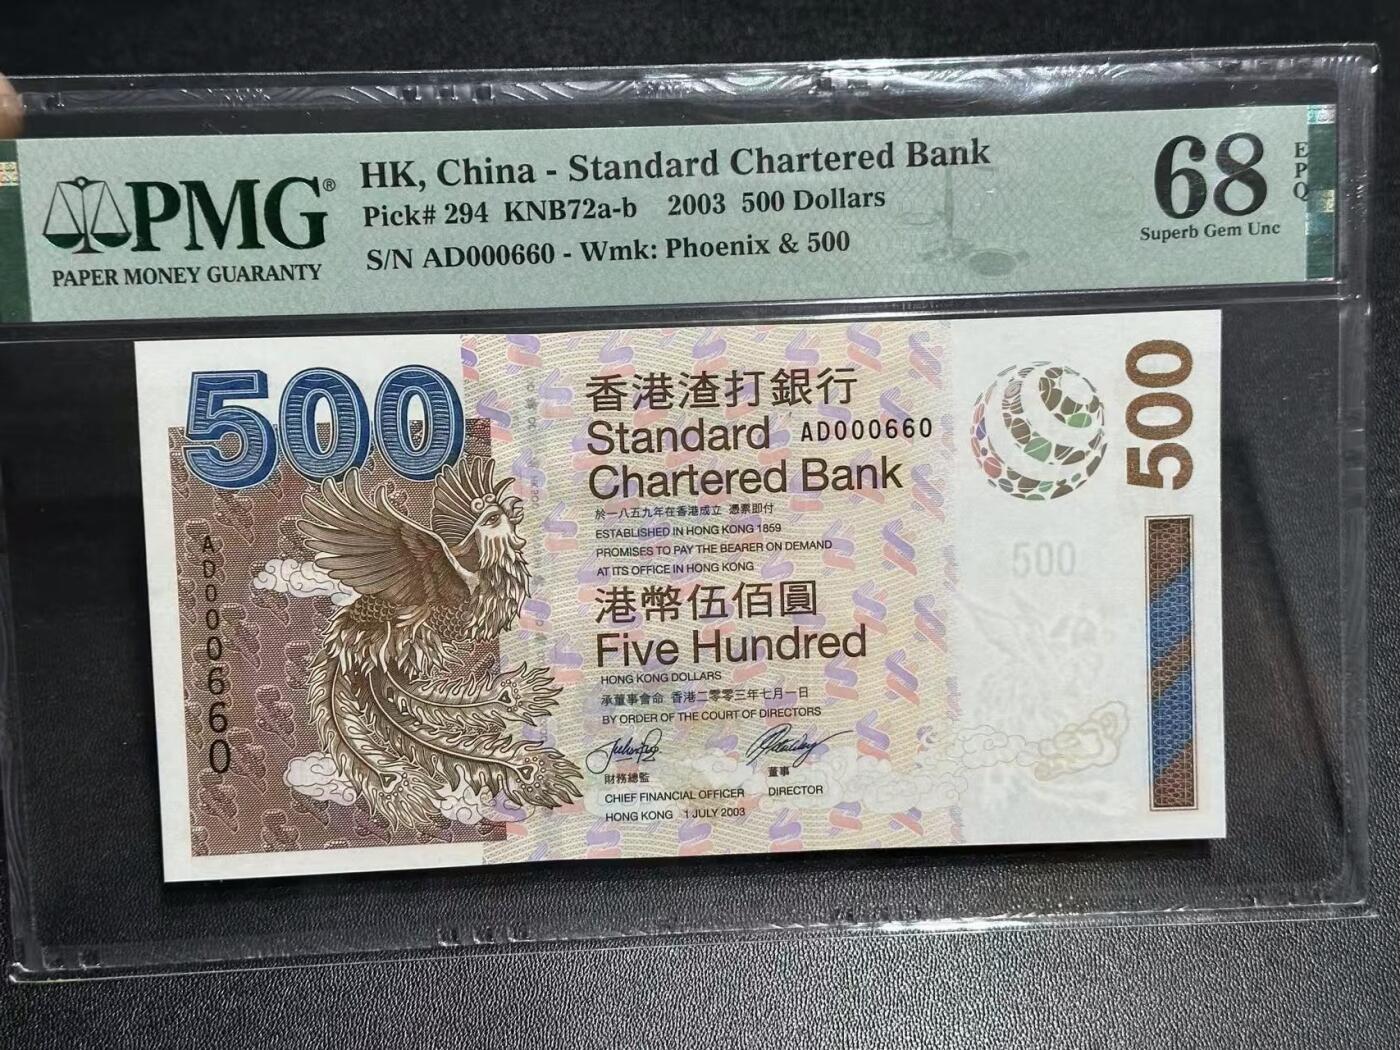 PMG®
PAPER MONEY GUARANTY
HK, China - Standard Chartered Bank
Pick# 294 KNB72a-b 2003 500 Dollars
S/N AD000660 - Wmk: Phoenix & 500
68
EPQ
Superb Gem Unc
500
香港渣打銀行
Standard
Chartered Bank
AD000660
於一八五九年在香港成立 憑票即付
ESTABLISHED IN HONG KONG 1859
PROMISES TO PAY THE BEARER ON DEMAND
AT ITS OFFICE IN HONG KONG
港幣伍佰圓
Five Hundred
HONG KONG DOLLARS
承董事會命 香港二零零三年七月一日
BY ORDER OF THE COURT OF DIRECTORS
財務總監
CHIEF FINANCIAL OFFICER
董事
DIRECTOR
HONG KONG 1 JULY 2003
AD000660
500
500